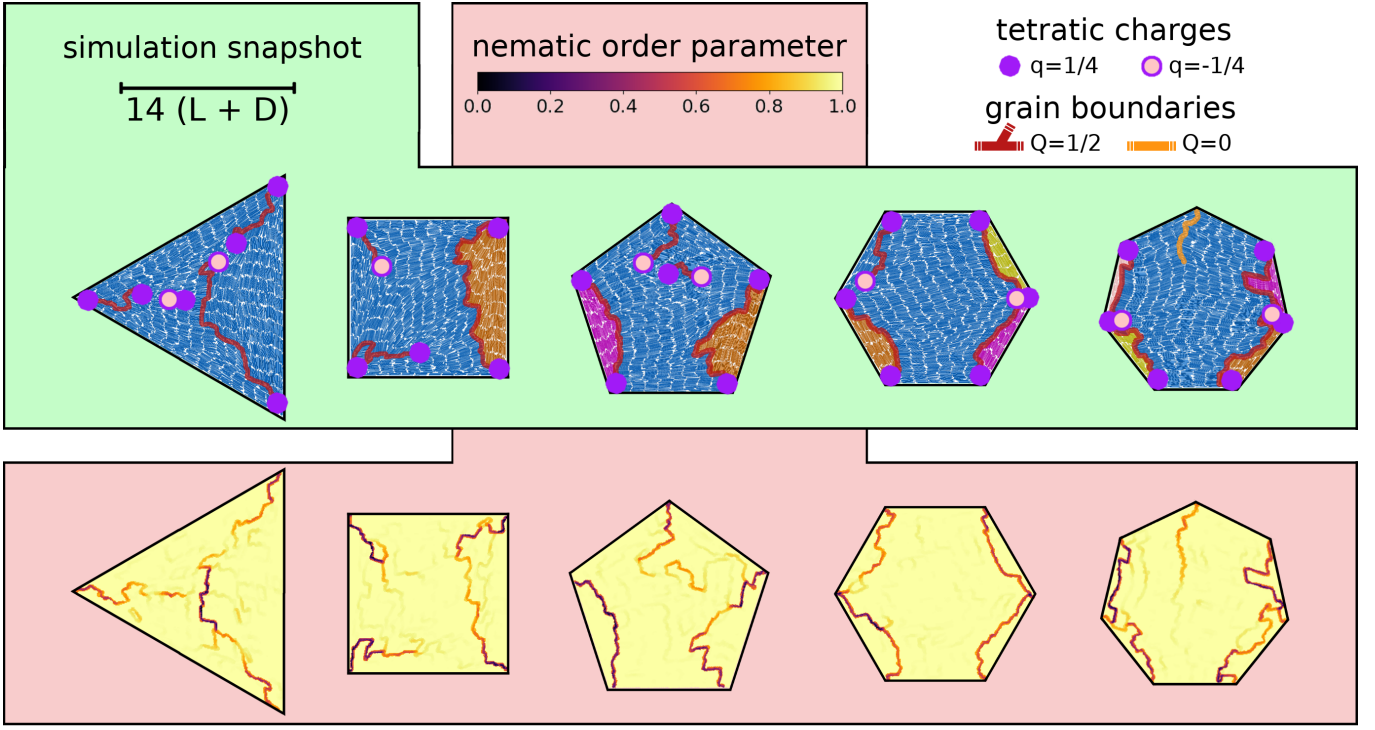 simulation snapshot
14 (L + D)
nematic order parameter
0.0 0.2 0.4 0.6 0.8 1.0
tetratic charges
q=1/4 q=-1/4
grain boundaries
Q=1/2 Q=0